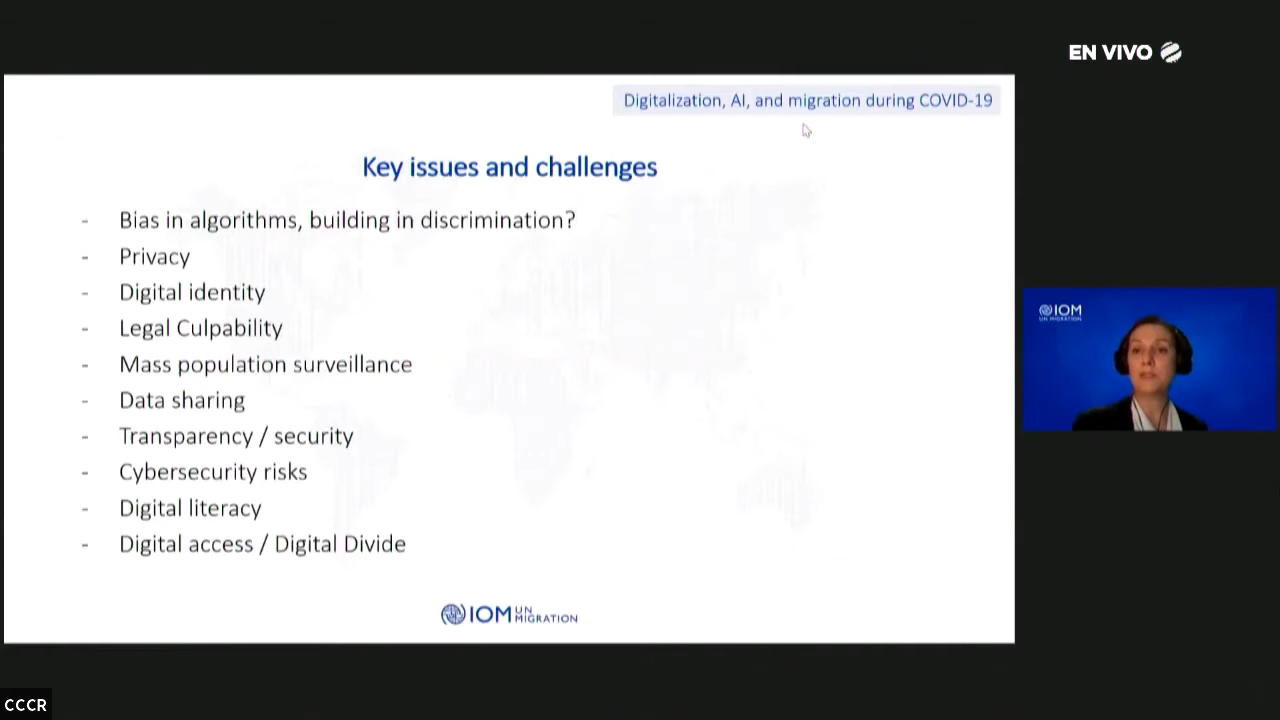 EN VIVO
Digitalization, AI, and migration during COVID-19
Key issues and challenges
- Bias in algorithms, building in discrimination?
- Privacy
- Digital identity
- Legal Culpability
- Mass population surveillance
- Data sharing
- Transparency / security
- Cybersecurity risks
- Digital literacy
- Digital access / Digital Divide
IOM UN MIGRATION
IOM
UN MIGRATION
CCCR